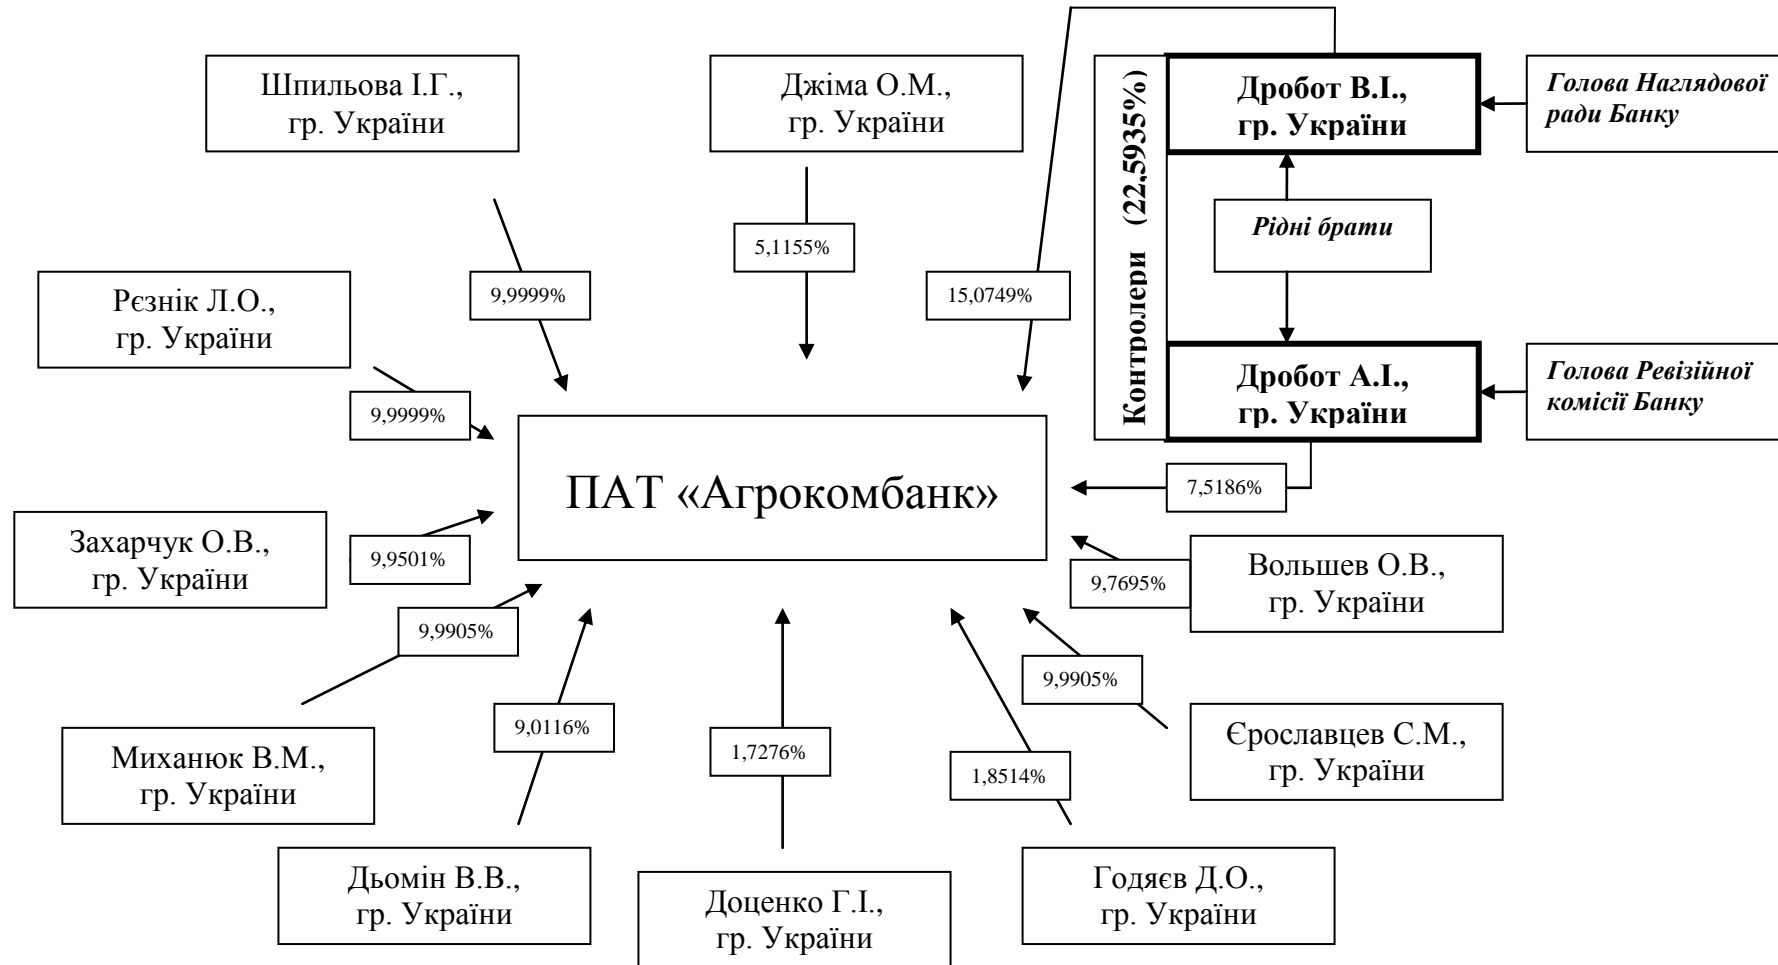 Шпильова І.Г.,
гр. України
Джіма О.М.,
гр. України
Контролери (22,5935%)
Дробот В.І.,
гр. України
Голова Наглядової
ради Банку
Рідні брати
5,1155%
9,9999%
15,0749%
Рєзнік Л.О.,
гр. України
Дробот А.І.,
гр. України
Голова Ревізійної
комісії Банку
9,9999%
ПАТ «Агрокомбанк»
7,5186%
Захарчук О.В.,
гр. України
9,9501%
9,7695%
Вольшев О.В.,
гр. України
9,9905%
9,9905%
9,0116%
1,7276%
1,8514%
Миханюк В.М.,
гр. України
Єрославцев С.М.,
гр. України
Дьомін В.В.,
гр. України
Доценко Г.І.,
гр. України
Годяєв Д.О.,
гр. України